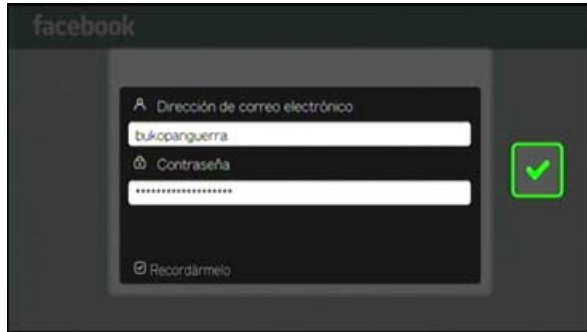 facebook
Dirección de correo electrónico
bukopanguerra
Contraseña
*******************
Recordármelo